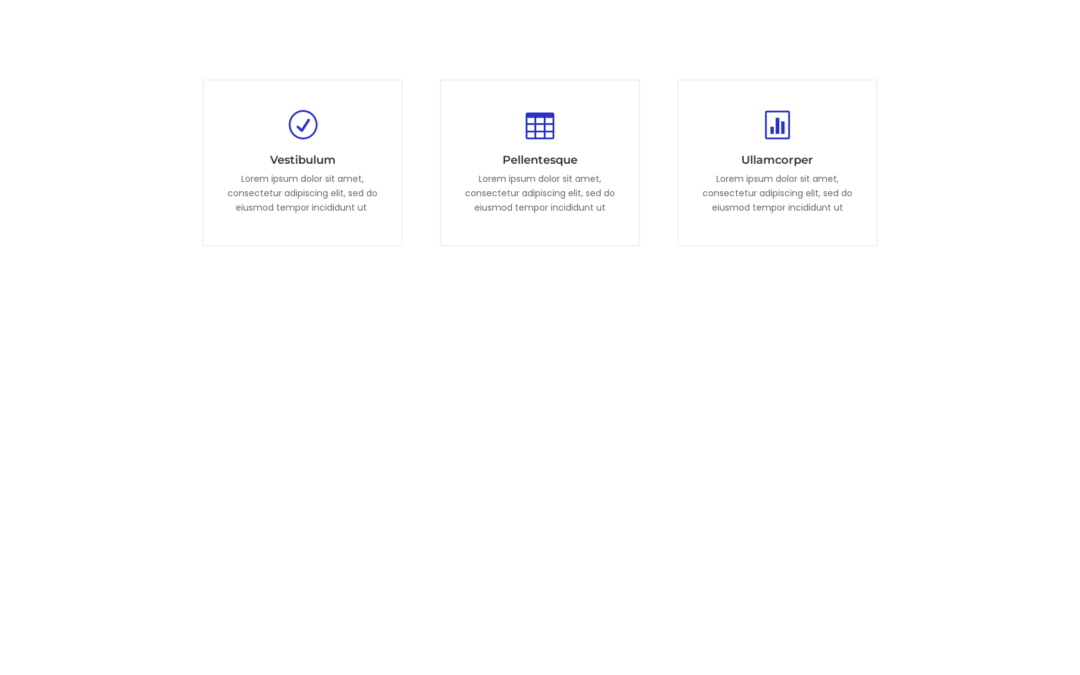 Vestibulum
Lorem ipsum dolor sit amet,
consectetur adipiscing elit, sed do
eiusmod tempor incididunt ut
Pellentesque
Lorem ipsum dolor sit amet,
consectetur adipiscing elit, sed do
eiusmod tempor incididunt ut
Ullamcorper
Lorem ipsum dolor sit amet,
consectetur adipiscing elit, sed do
eiusmod tempor incididunt ut